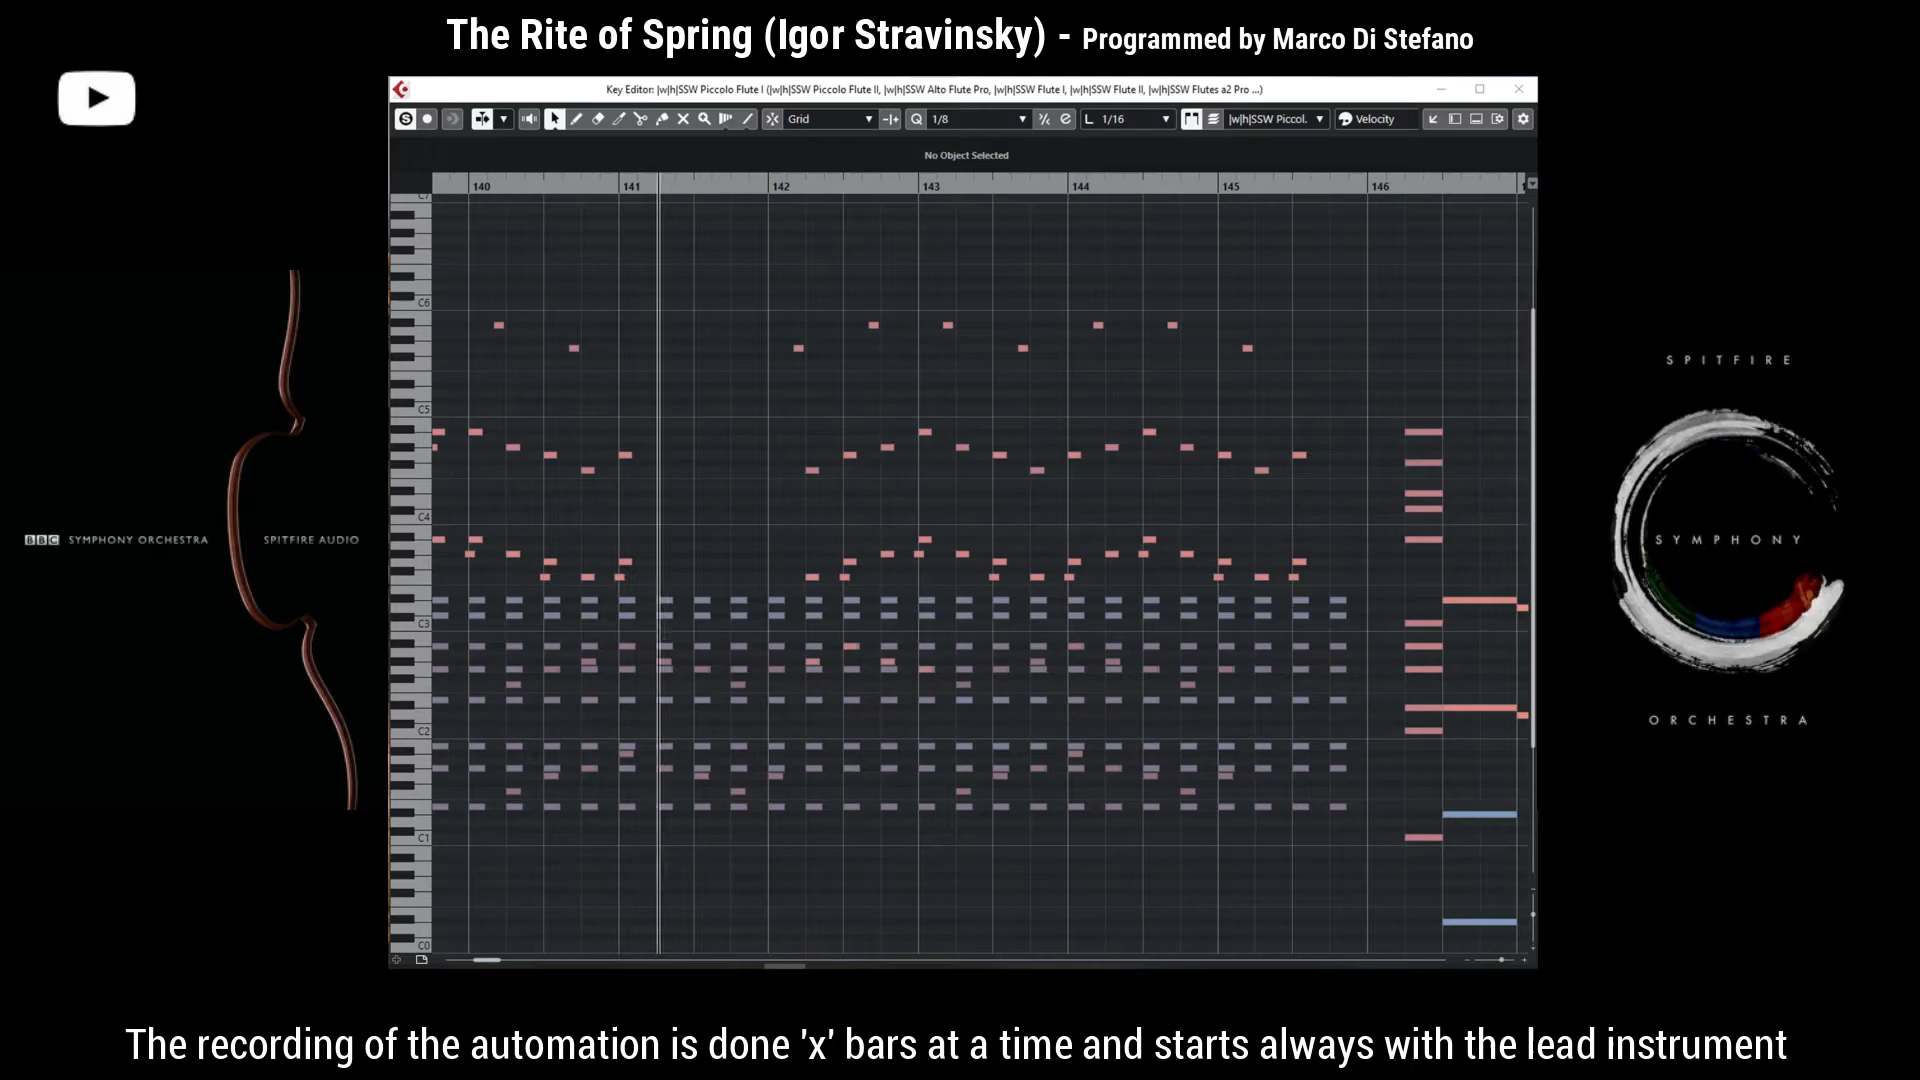 The Rite of Spring (Igor Stravinsky) - Programmed by Marco Di Stefano
Key Editor: |w|h|SSW Piccolo Flute I (|w|h|SSW Piccolo Flute II, |w|h|SSW Alto Flute Pro, |w|h|SSW Flute I, |w|h|SSW Flute II, |w|h|SSW Flutes a2 Pro ...)
S Grid Q 1/8 L 1/16 |w|h|SSW Piccol. Velocity
No Object Selected
140 141 142 143 144 145 146
C7
C6
C5
C4
C3
C2
C1
C0
BBC SYMPHONY ORCHESTRA
SPITFIRE AUDIO
SPITFIRE
SYMPHONY
ORCHESTRA
The recording of the automation is done 'x' bars at a time and starts always with the lead instrument